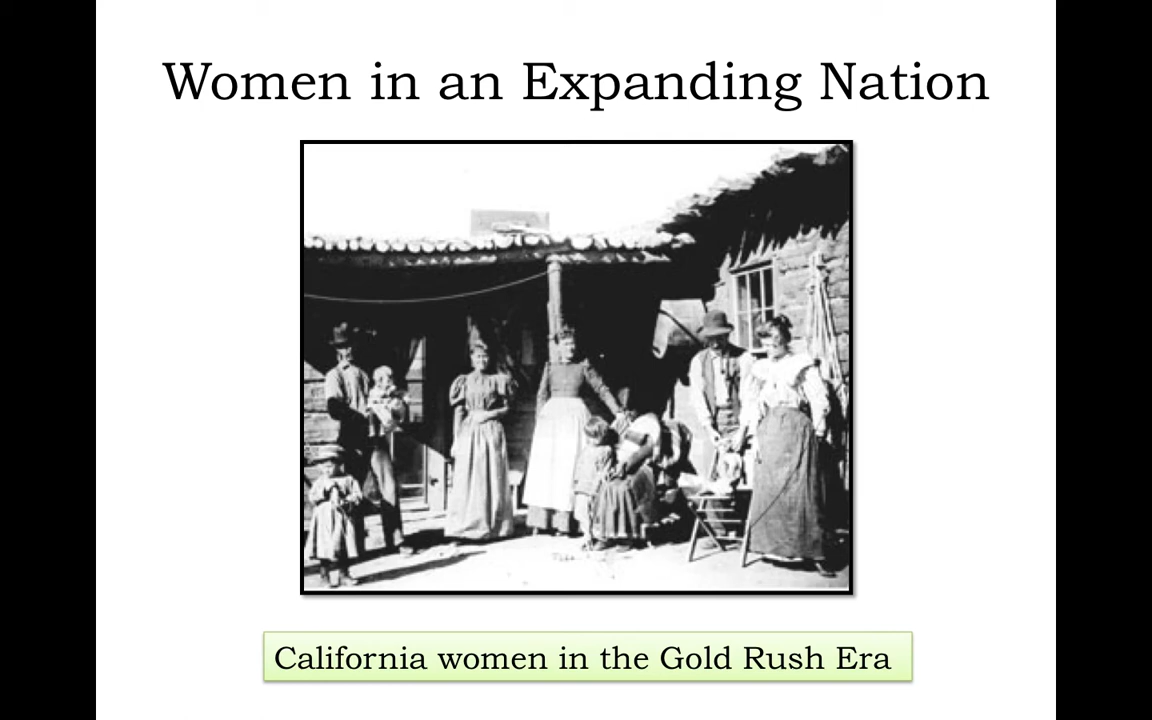 Women in an Expanding Nation
California women in the Gold Rush Era